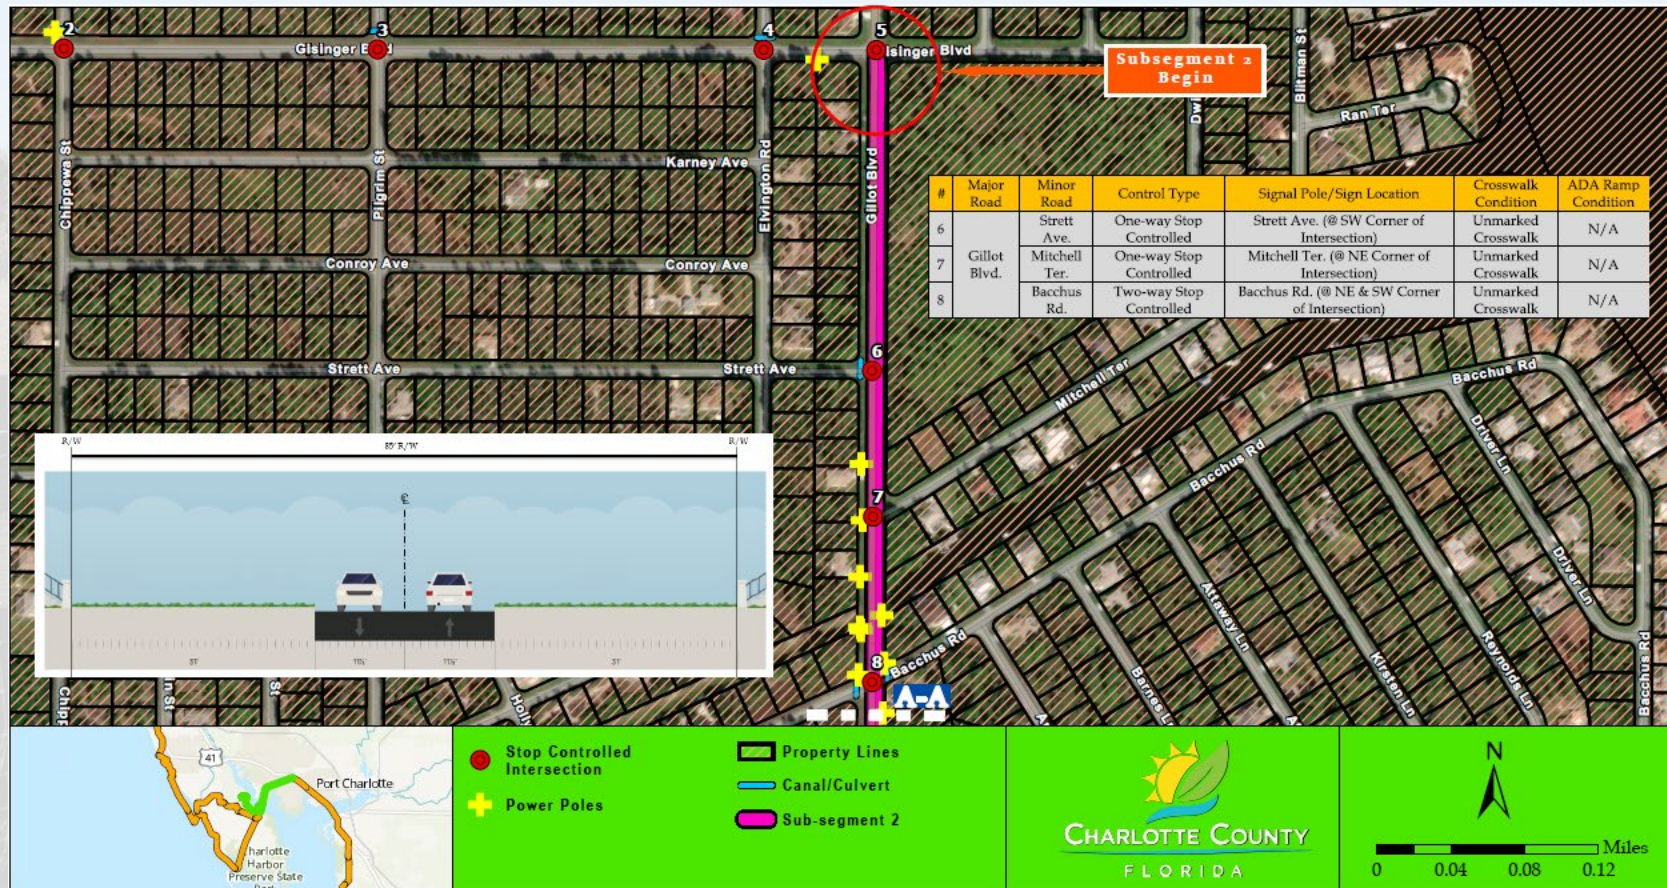 2
3
4
5
Gisinger Blvd
isinger Blvd
Subsegment 2
Begin
Blitman St
Ran Ter
Chippewa St
Pilgrim St
Elvington Rd
Gillot Blvd
Karney Ave
Conroy Ave
Conroy Ave
Strett Ave
Strett Ave
6
# Major Road Minor Road Control Type Signal Pole/Sign Location Crosswalk Condition ADA Ramp Condition
6 Gillot Blvd. Strett Ave. One-way Stop Controlled Strett Ave. (@ SW Corner of Intersection) Unmarked Crosswalk N/A
7 Mitchell Ter. One-way Stop Controlled Mitchell Ter. (@ NE Corner of Intersection) Unmarked Crosswalk N/A
8 Bacchus Rd. Two-way Stop Controlled Bacchus Rd. (@ NE & SW Corner of Intersection) Unmarked Crosswalk N/A
Mitchell Ter
Bacchus Rd
Bacchus Rd
Driver Ln
Driver Ln
R/W
85' R/W
R/W
7
Attaway Ln
Kirsten Ln
Reynolds Ln
Bacchus Rd
Barnes L
8
Bacchus Rd
A-A
Chipp
St
Holly
41
Port Charlotte
Charlotte
Harbor
Preserve State
Stop Controlled
Intersection
Power Poles
Property Lines
Canal/Culvert
Sub-segment 2
CHARLOTTE COUNTY
FLORIDA
N
Miles
0 0.04 0.08 0.12